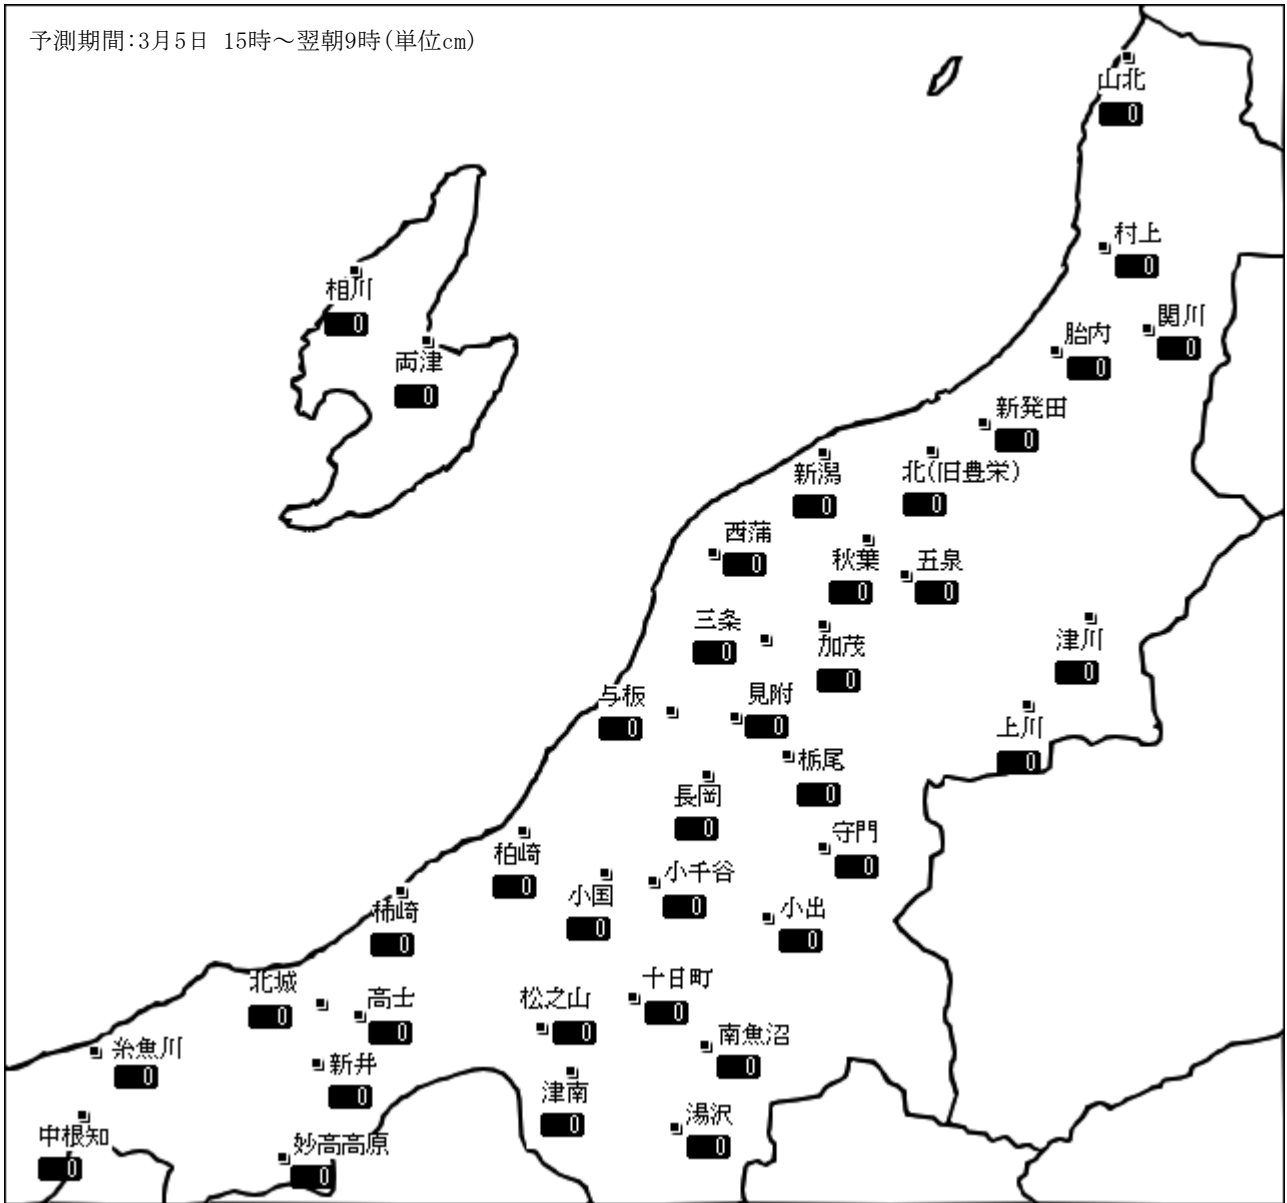 予測期間:3月5日 15時～翌朝9時(単位cm)
山北
0
村上
0
相川
0
関川
0
胎内
0
両津
0
新発田
0
新潟
0
北(旧豊栄)
0
西蒲
0
秋葉
0
五泉
0
三条
0
加茂
0
津川
0
与板
0
見附
0
上川
0
栃尾
0
長岡
0
守門
0
柏崎
0
小千谷
0
小国
0
小出
0
柿崎
0
北城
0
高士
0
松之山
0
十日町
0
南魚沼
0
糸魚川
0
新井
0
津南
0
湯沢
0
中根知
0
妙高高原
0